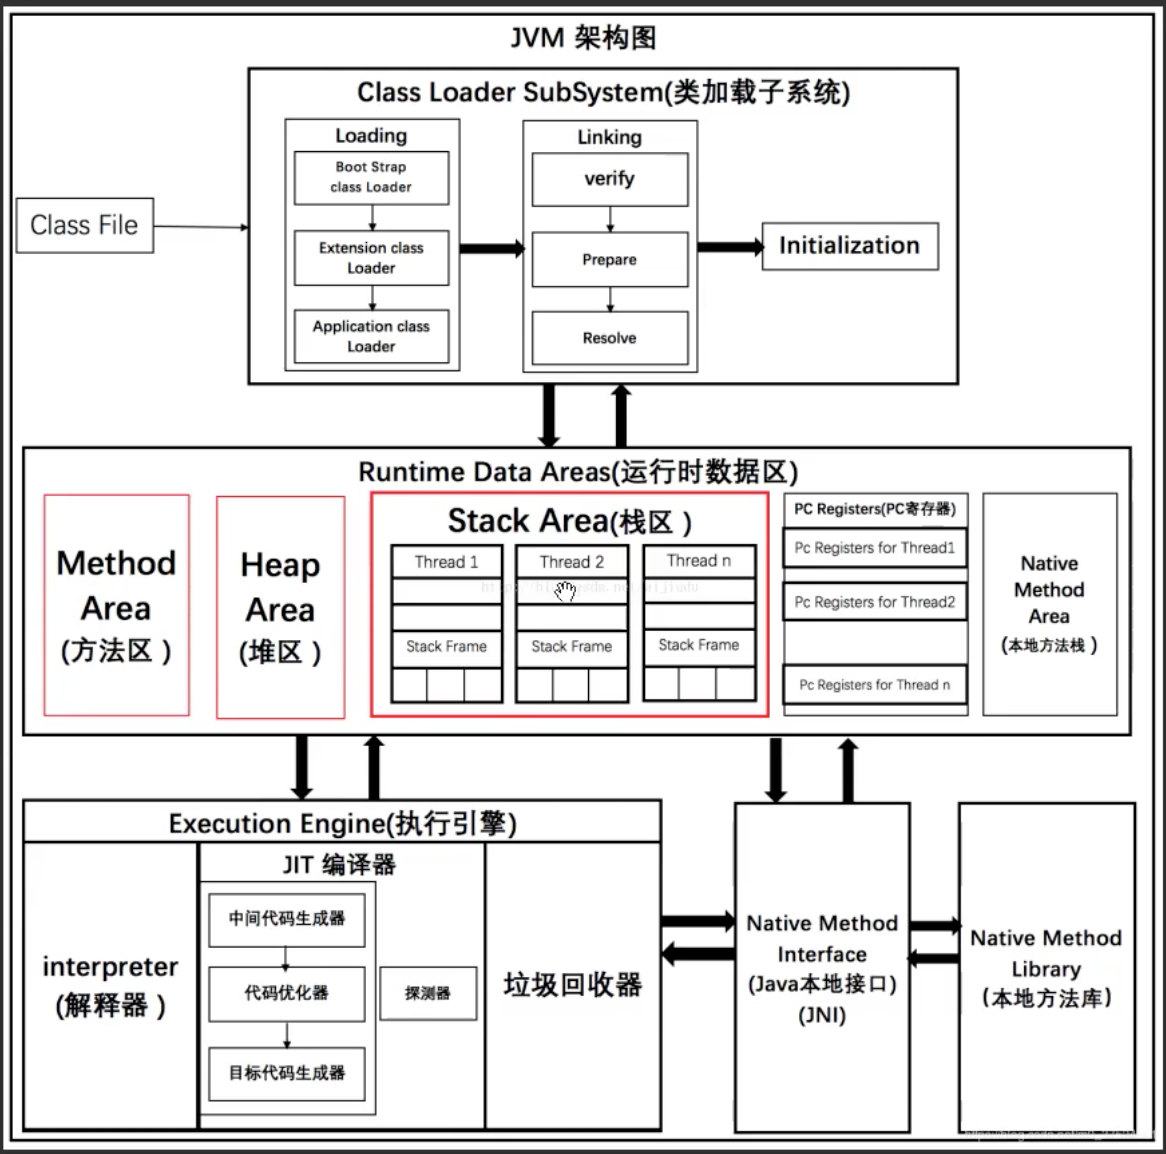 JVM 架构图
Class Loader SubSystem(类加载子系统)
Class File
Loading
Boot Strap
class Loader
Extension class
Loader
Application class
Loader
Linking
verify
Prepare
Resolve
Initialization
Runtime Data Areas(运行时数据区)
Method
Area
(方法区 )
Heap
Area
(堆区 )
Stack Area(栈区 )
Thread 1
Stack Frame
Thread 2
Stack Frame
Thread n
Stack Frame
PC Registers(PC寄存器)
Pc Registers for Thread1
Pc Registers for Thread2
Pc Registers for Thread n
Native
Method
Area
(本地方法栈 )
Execution Engine(执行引擎)
interpreter
(解释器 )
JIT 编译器
中间代码生成器
代码优化器
目标代码生成器
探测器
垃圾回收器
Native Method
Interface
(Java本地接口)
(JNI)
Native Method
Library
(本地方法库)